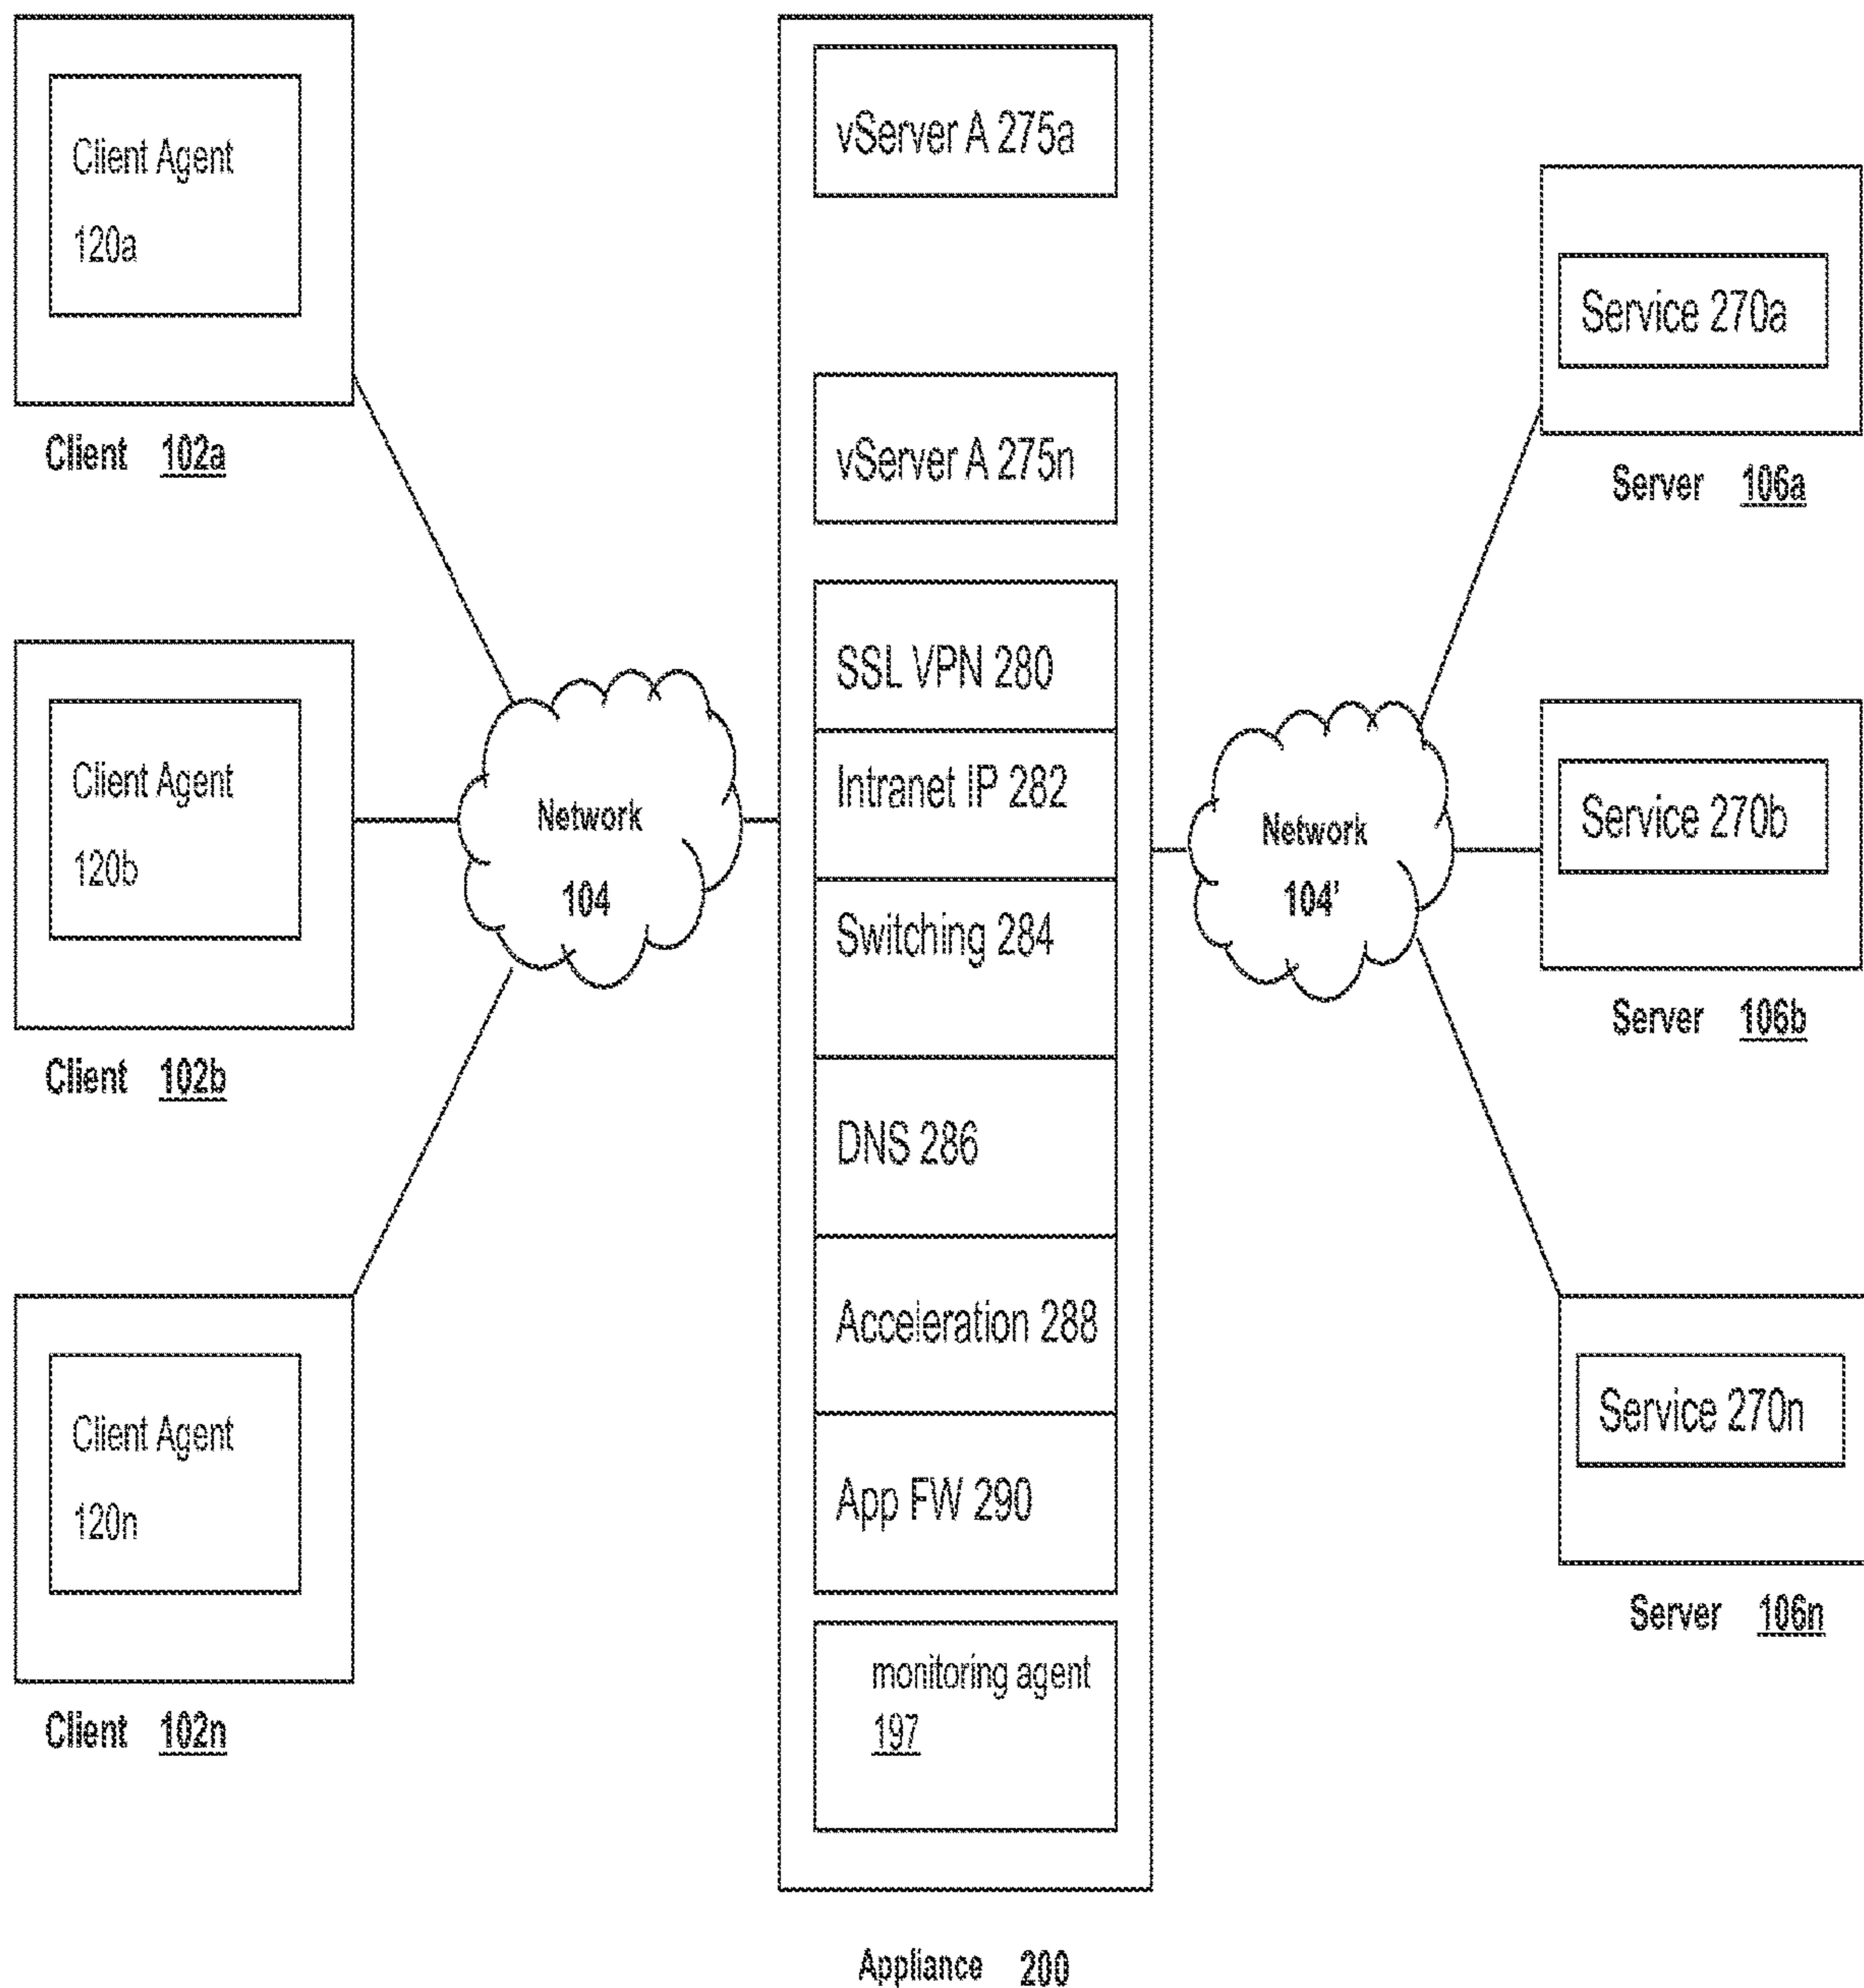 Client Agent
120a
Client 102a
Client Agent
120b
Client 102b
Client Agent
120n
Client 102n
Network
104
vServer A 275a
vServer A 275n
SSL VPN 280
Intranet IP 282
Switching 284
DNS 286
Acceleration 288
App FW 290
monitoring agent
197
Appliance 200
Network
104'
Service 270a
Server 106a
Service 270b
Server 106b
Service 270n
Server 106n